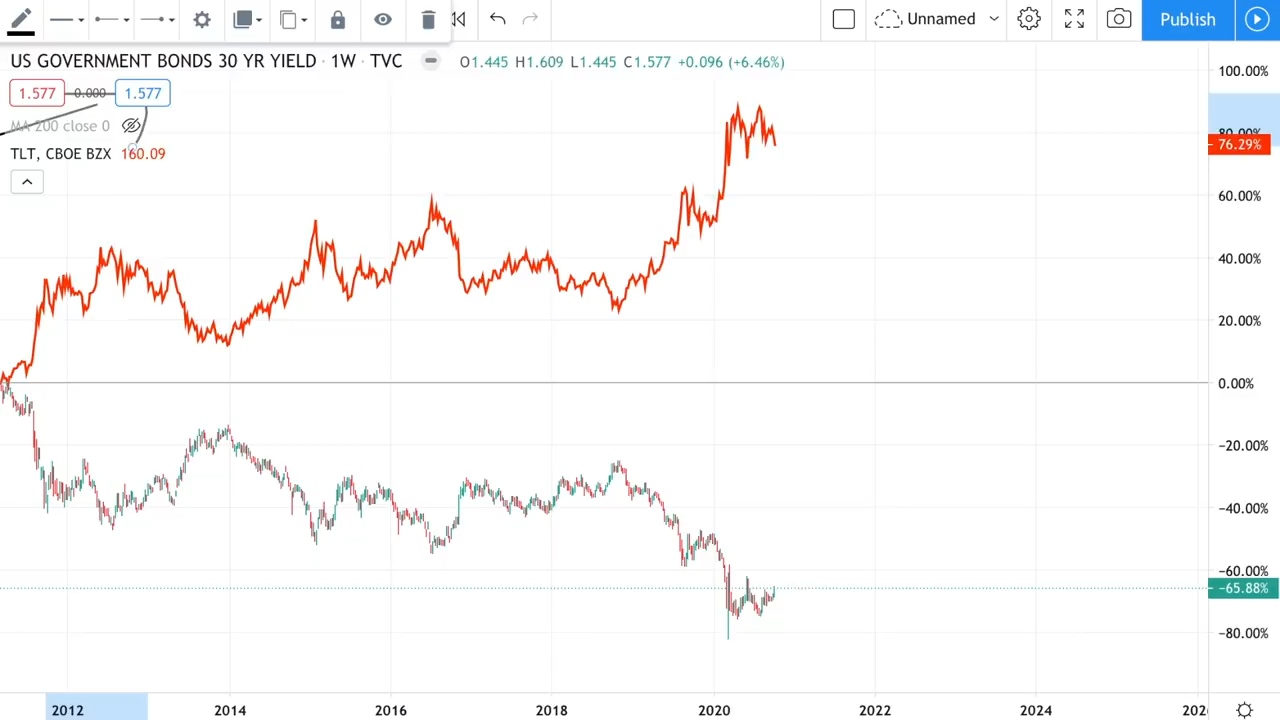 Unnamed
Publish
US GOVERNMENT BONDS 30 YR YIELD · 1W · TVC
O1.445 H1.609 L1.445 C1.577 +0.096 (+6.46%)
1.577 0.000 1.577
MA 200 close 0
TLT, CBOE BZX 160.09
100.00%
80.00%
76.29%
60.00%
40.00%
20.00%
0.00%
−20.00%
−40.00%
−60.00%
−65.88%
−80.00%
2012 2014 2016 2018 2020 2022 2024